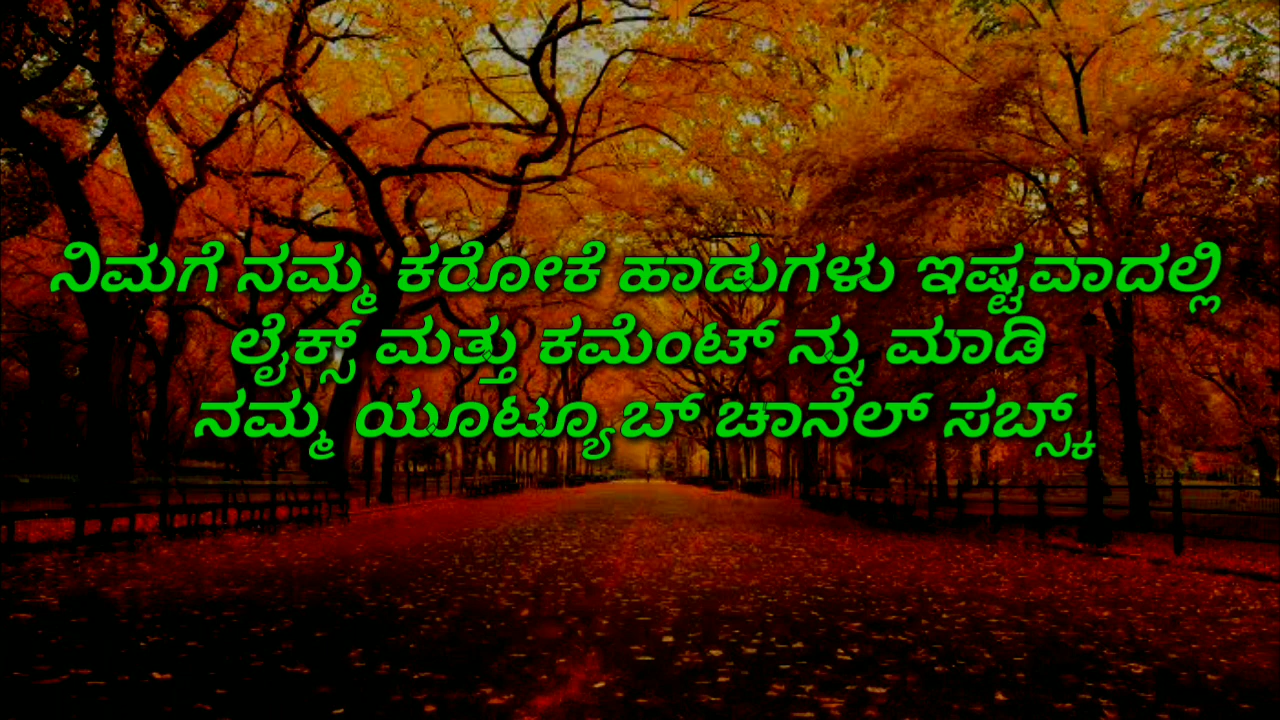 ನಿಮಗೆ ನಮ್ಮ ಕರೋಕೆ ಹಾಡುಗಳು ಇಷ್ಟವಾದಲ್ಲಿ
ಲೈಕ್ಸ್ ಮತ್ತು ಕಮೆಂಟ್ ನ್ನು ಮಾಡಿ
ನಮ್ಮ ಯೂಟ್ಯೂಬ್ ಚಾನೆಲ್ ಸಬ್ಸ್ಕ್